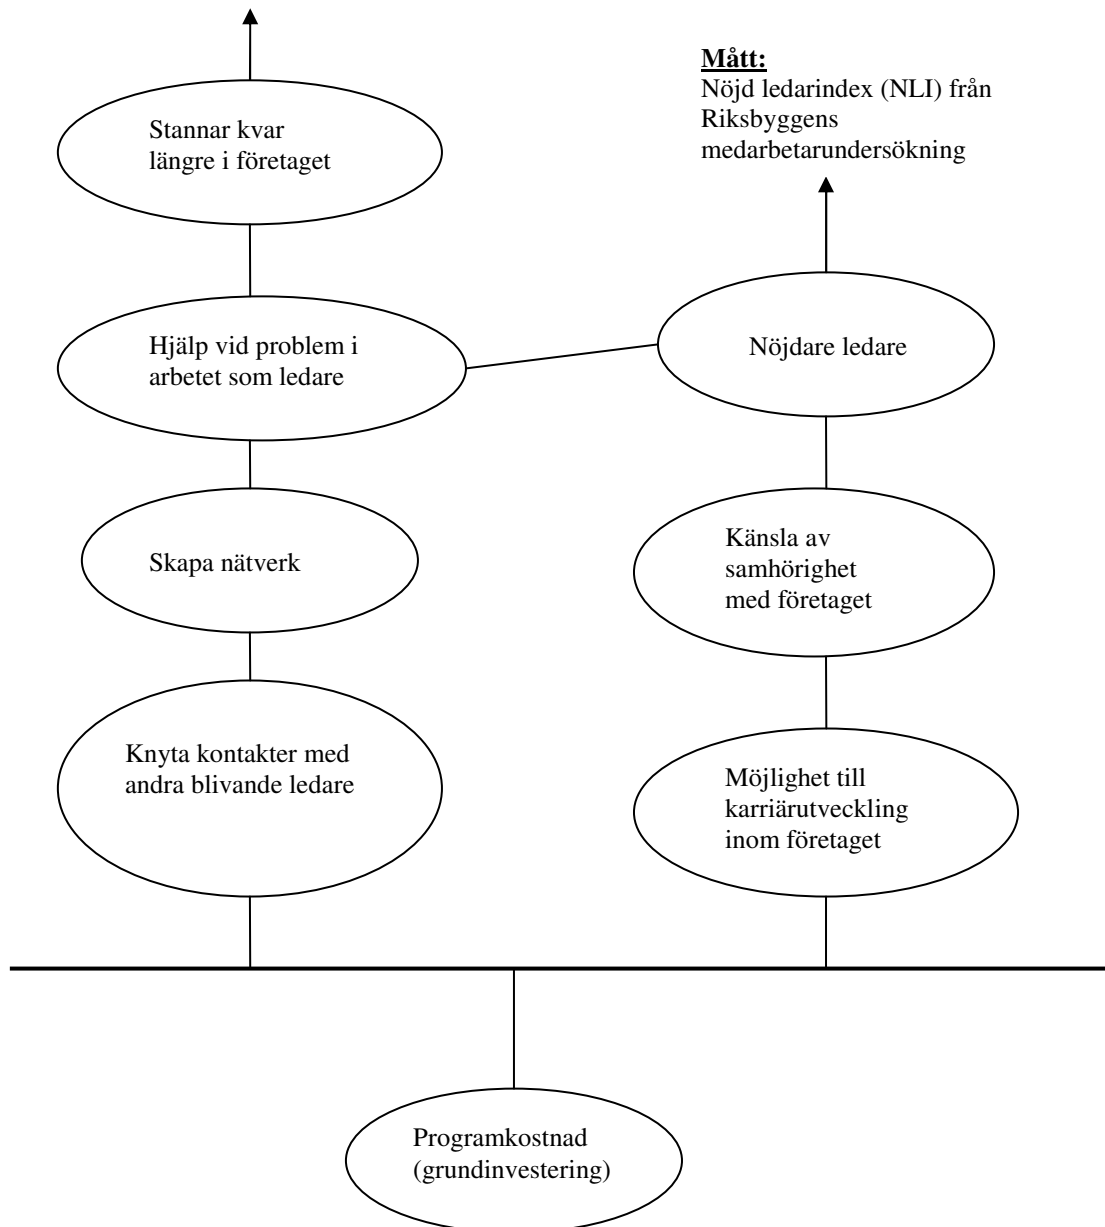 Mått:
Nöjd ledarindex (NLI) från
Riksbyggens
medarbetarundersökning
Stannar kvar
längre i företaget
Hjälp vid problem i
arbetet som ledare
Nöjdare ledare
Skapa nätverk
Känsla av
samhörighet
med företaget
Knyta kontakter med
andra blivande ledare
Möjlighet till
karriärutveckling
inom företaget
Programkostnad
(grundinvestering)